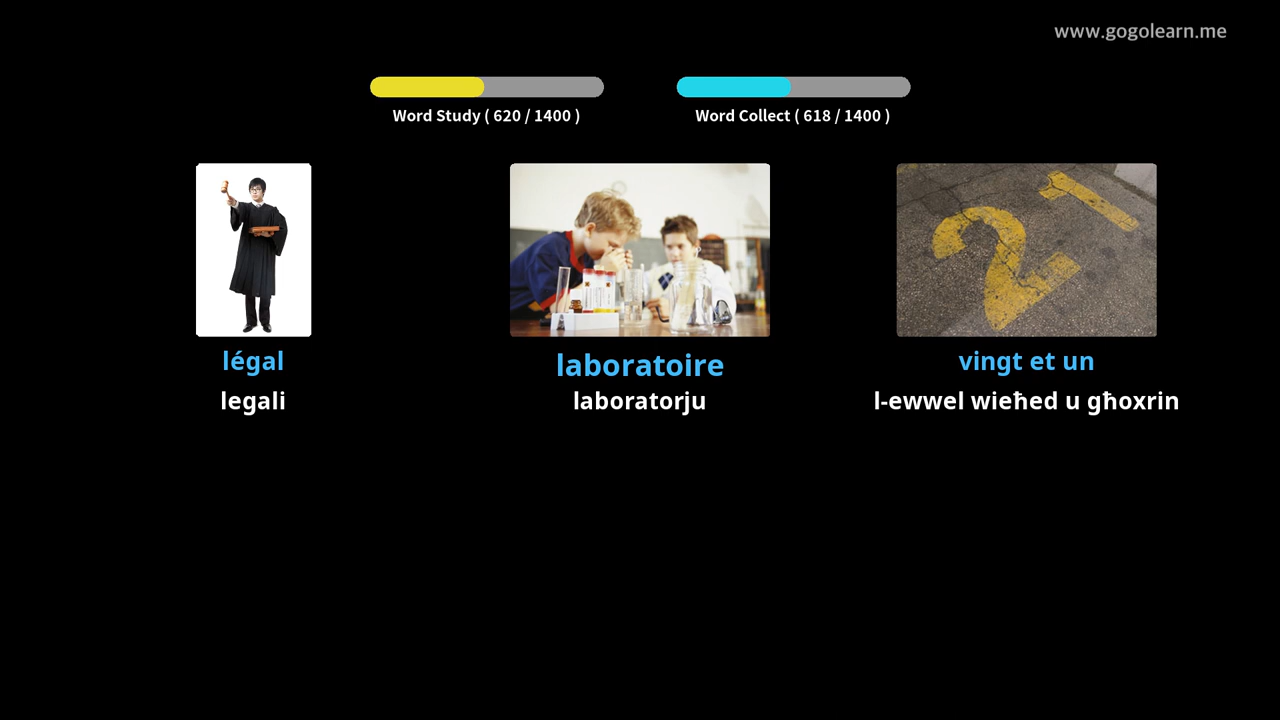 www.gogolearn.me
Word Study ( 620 / 1400 )
Word Collect ( 618 / 1400 )
21
légal
laboratoire
vingt et un
legali
laboratorju
l-ewwel wieħed u għoxrin